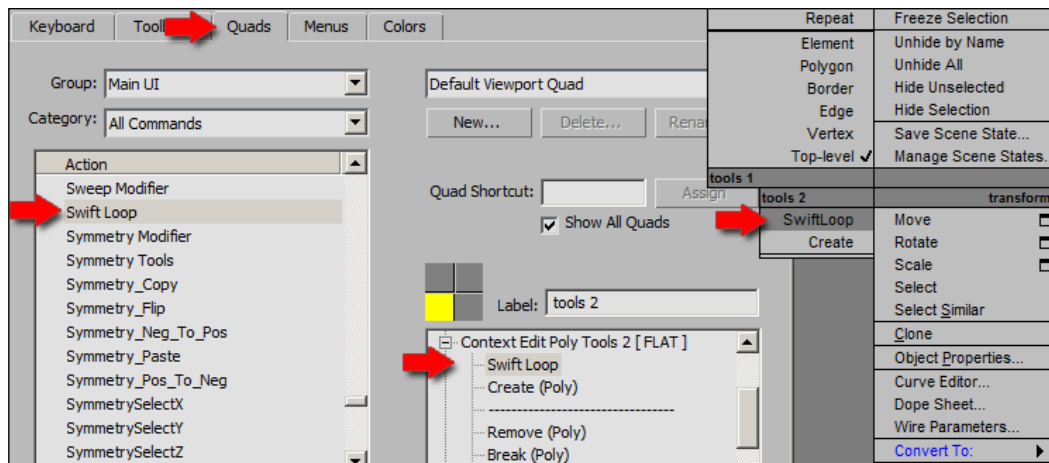 Keyboard
Quads
Menus
Colors
Group: Main UI
Category: All Commands
Action
Sweep Modifier
Swift Loop
Symmetry Modifier
Symmetry Tools
Symmetry_Copy
Symmetry_Flip
Symmetry_Neg_To_Pos
Symmetry_Paste
Symmetry_Pos_To_Neg
SymmetrySelectX
SymmetrySelectY
SymmetrySelectZ
Default Viewport Quad
New... Delete...
Quad Shortcut: Assign
Show All Quads
Label: tools 2
Context Edit Poly Tools 2 [ FLAT ]
Swift Loop
Create (Poly)
---------------------------------
Remove (Poly)
Break (Poly)
Repeat
Element
Polygon
Border
Edge
Vertex
Top-level ✓
tools 1
Freeze Selection
Unhide by Name
Unhide All
Hide Unselected
Hide Selection
Save Scene State...
Manage Scene States.
tools 2
SwiftLoop
Create
transform
Move
Rotate
Scale
Select
Select Similar
Clone
Object Properties...
Curve Editor...
Dope Sheet...
Wire Parameters...
Convert To: